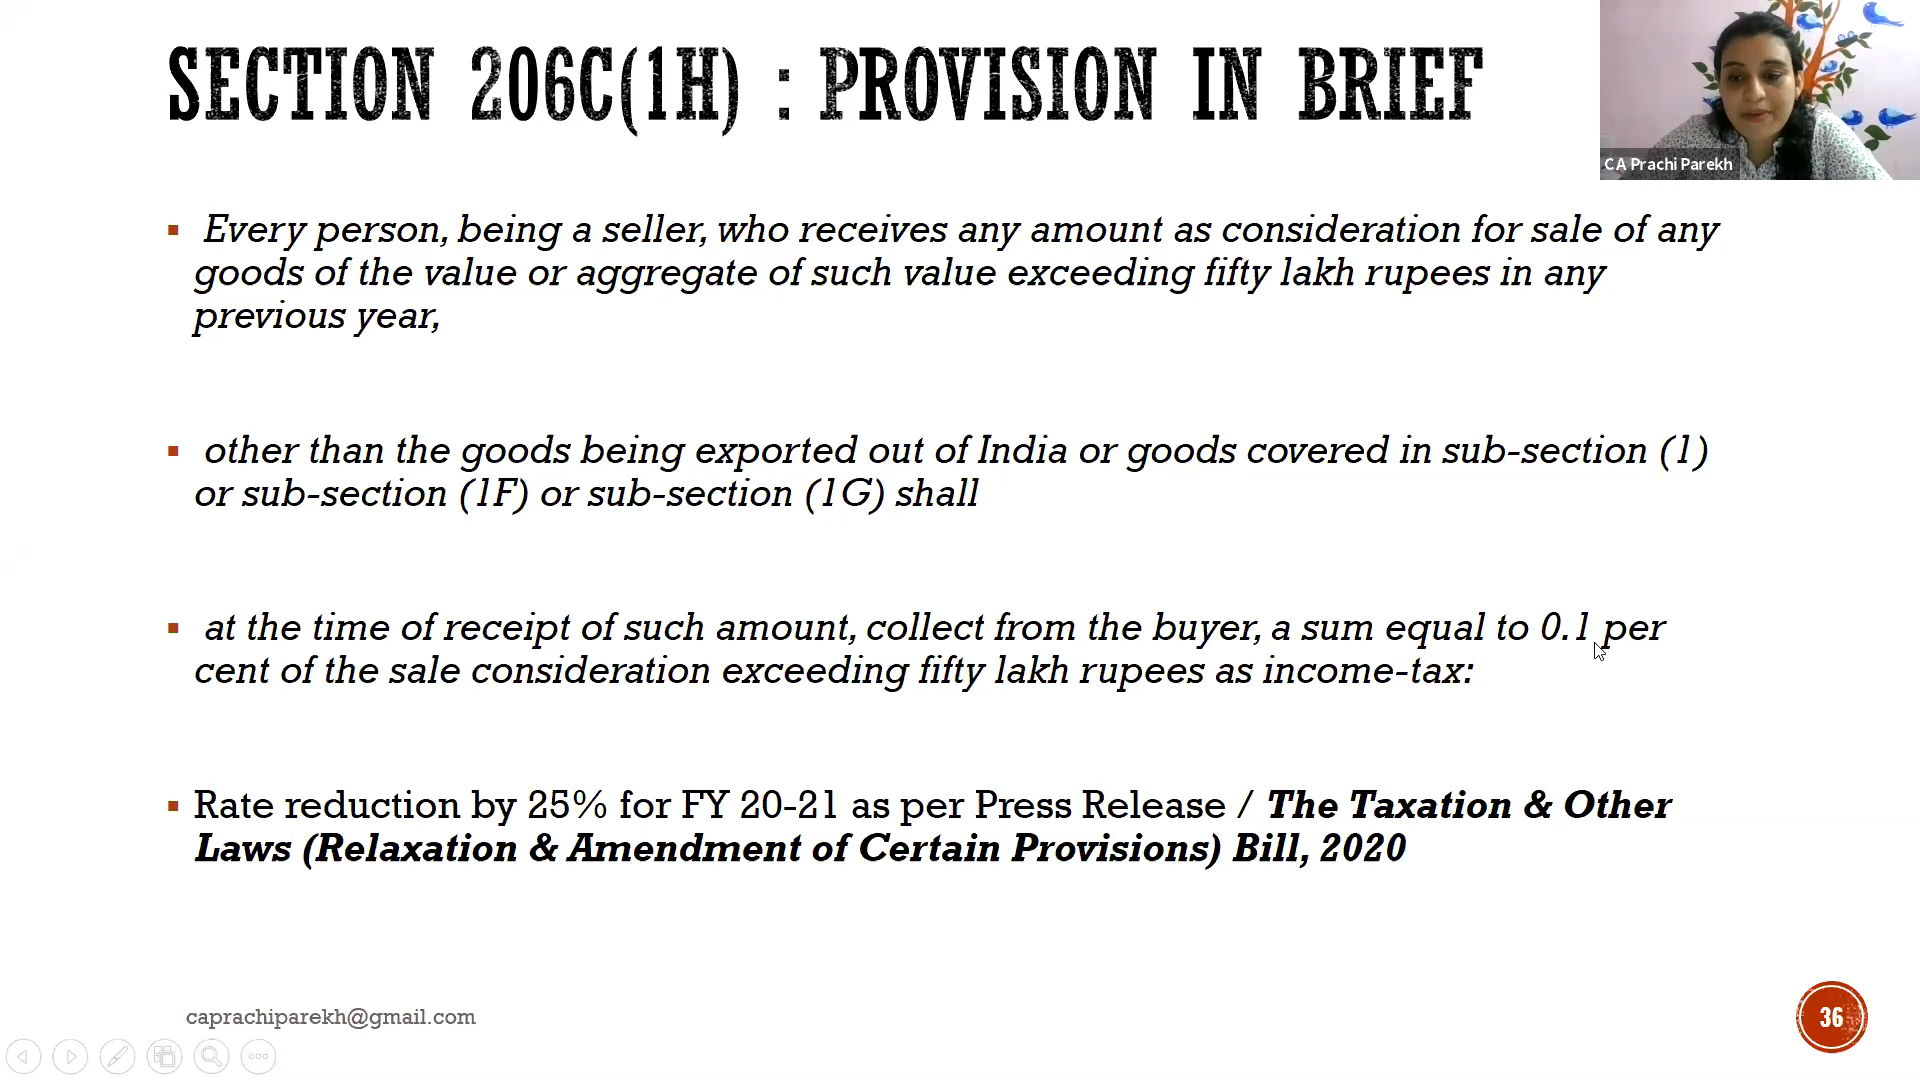 SECTION 206C(1H) : PROVISION IN BRIEF
CA Prachi Parekh
▪ Every person, being a seller, who receives any amount as consideration for sale of any
goods of the value or aggregate of such value exceeding fifty lakh rupees in any
previous year,
▪ other than the goods being exported out of India or goods covered in sub-section (1)
or sub-section (1F) or sub-section (1G) shall
▪ at the time of receipt of such amount, collect from the buyer, a sum equal to 0.1 per
cent of the sale consideration exceeding fifty lakh rupees as income-tax:
▪ Rate reduction by 25% for FY 20-21 as per Press Release / The Taxation & Other
Laws (Relaxation & Amendment of Certain Provisions) Bill, 2020
caprachiparekh@gmail.com
36